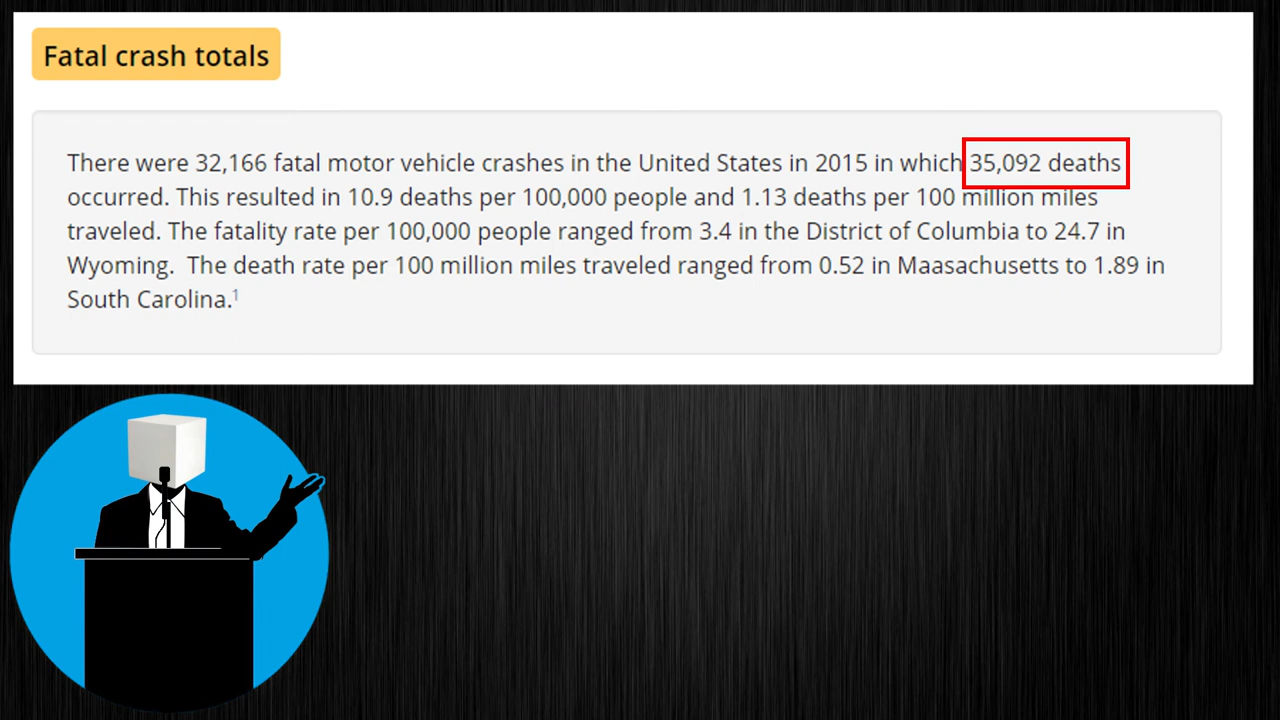 Fatal crash totals
There were 32,166 fatal motor vehicle crashes in the United States in 2015 in which 35,092 deaths
occurred. This resulted in 10.9 deaths per 100,000 people and 1.13 deaths per 100 million miles
traveled. The fatality rate per 100,000 people ranged from 3.4 in the District of Columbia to 24.7 in
Wyoming.  The death rate per 100 million miles traveled ranged from 0.52 in Maasachusetts to 1.89 in
South Carolina.1